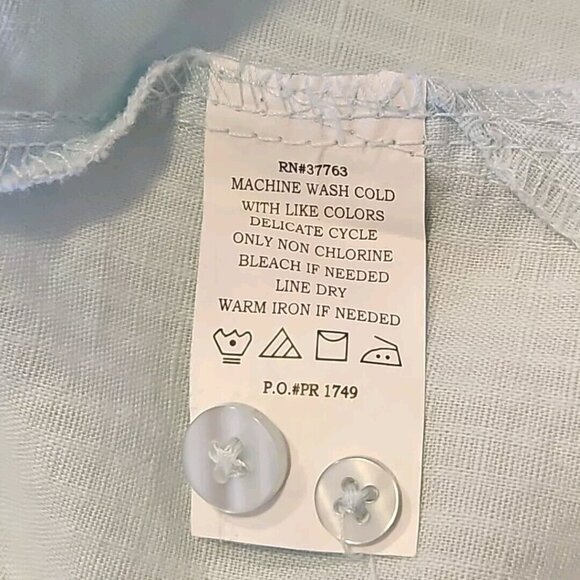 RN#37763
MACHINE WASH COLD
WITH LIKE COLORS
DELICATE CYCLE
ONLY NON CHLORINE
BLEACH IF NEEDED
LINE DRY
WARM IRON IF NEEDED
P.O.#PR 1749